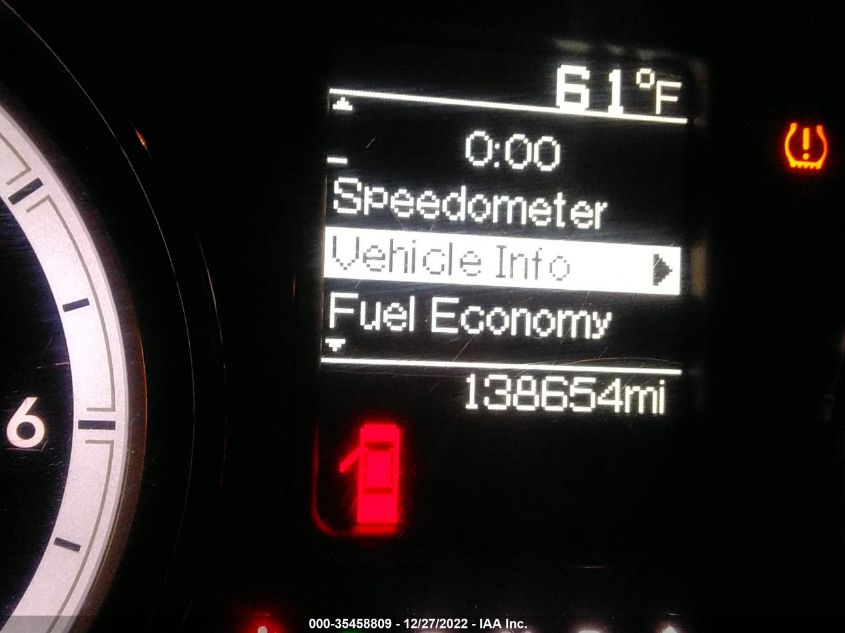 61°F
0:00
Speedometer
Vehicle Info
Fuel Economy
138654mi
6
000-35458809 - 12/27/2022 - IAA Inc.